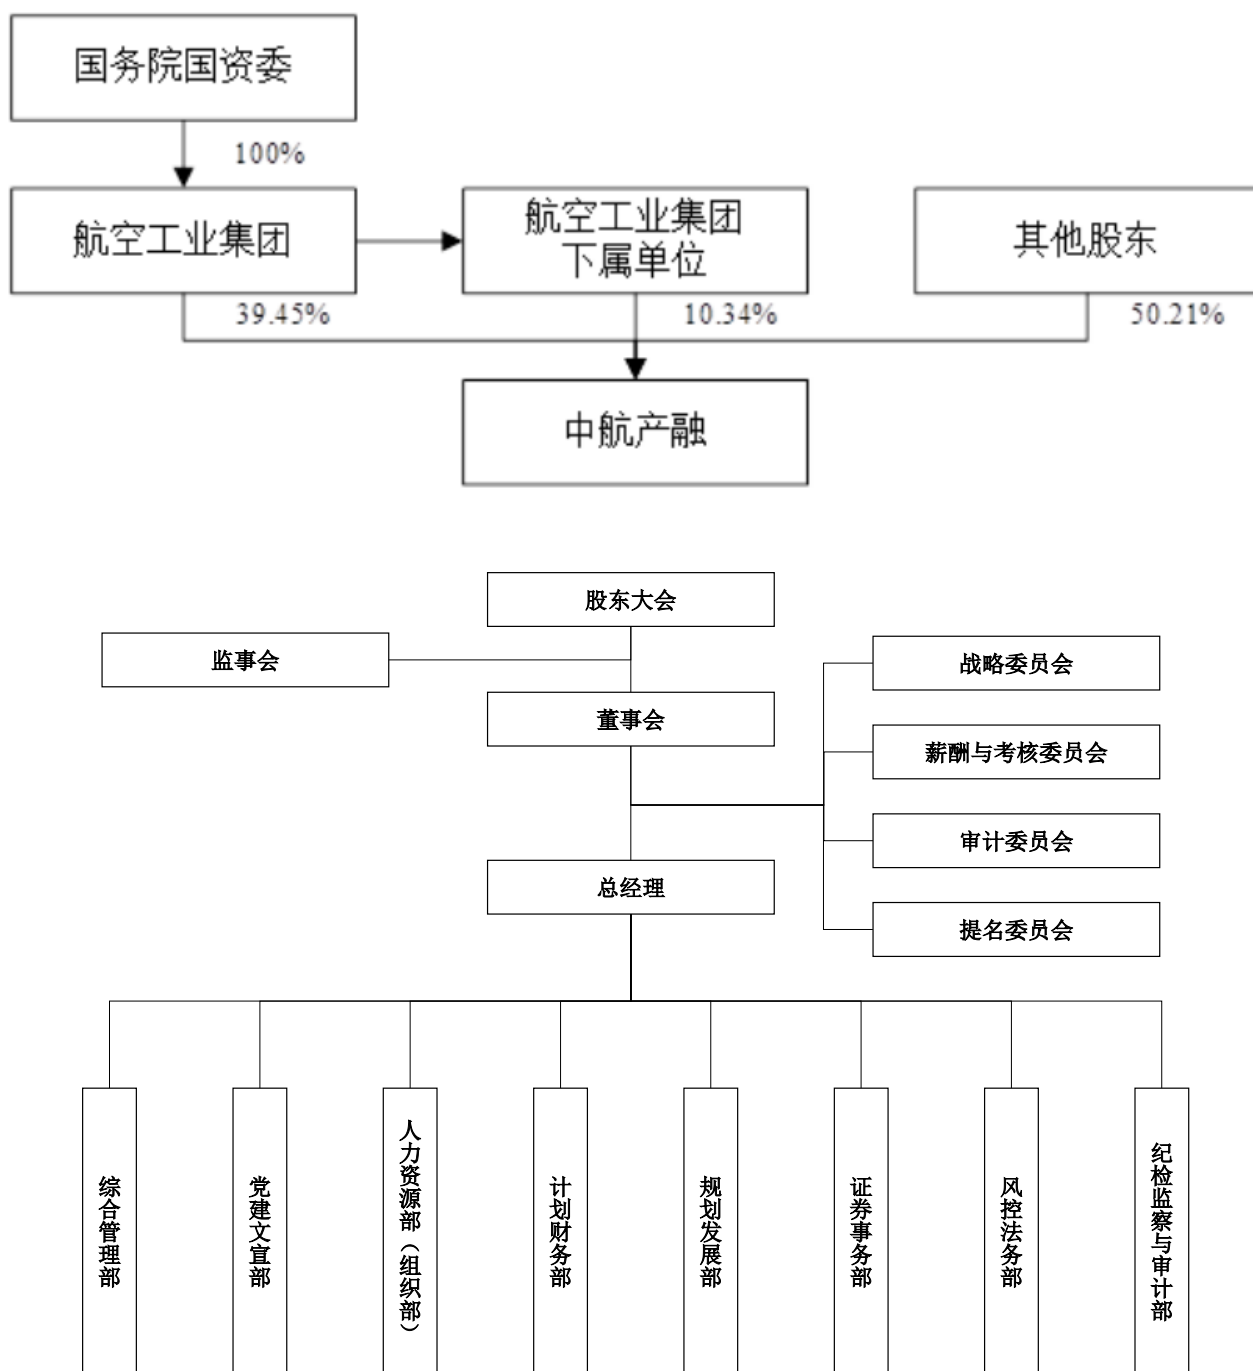 国务院国资委
100%
航空工业集团
航空工业集团
下属单位
其他股东
39.45%
10.34%
50.21%
中航产融
股东大会
监事会
战略委员会
董事会
薪酬与考核委员会
审计委员会
总经理
提名委员会
综合管理部
党建文宣部
人力资源部（组织部）
计划财务部
规划发展部
证券事务部
风控法务部
纪检监察与审计部